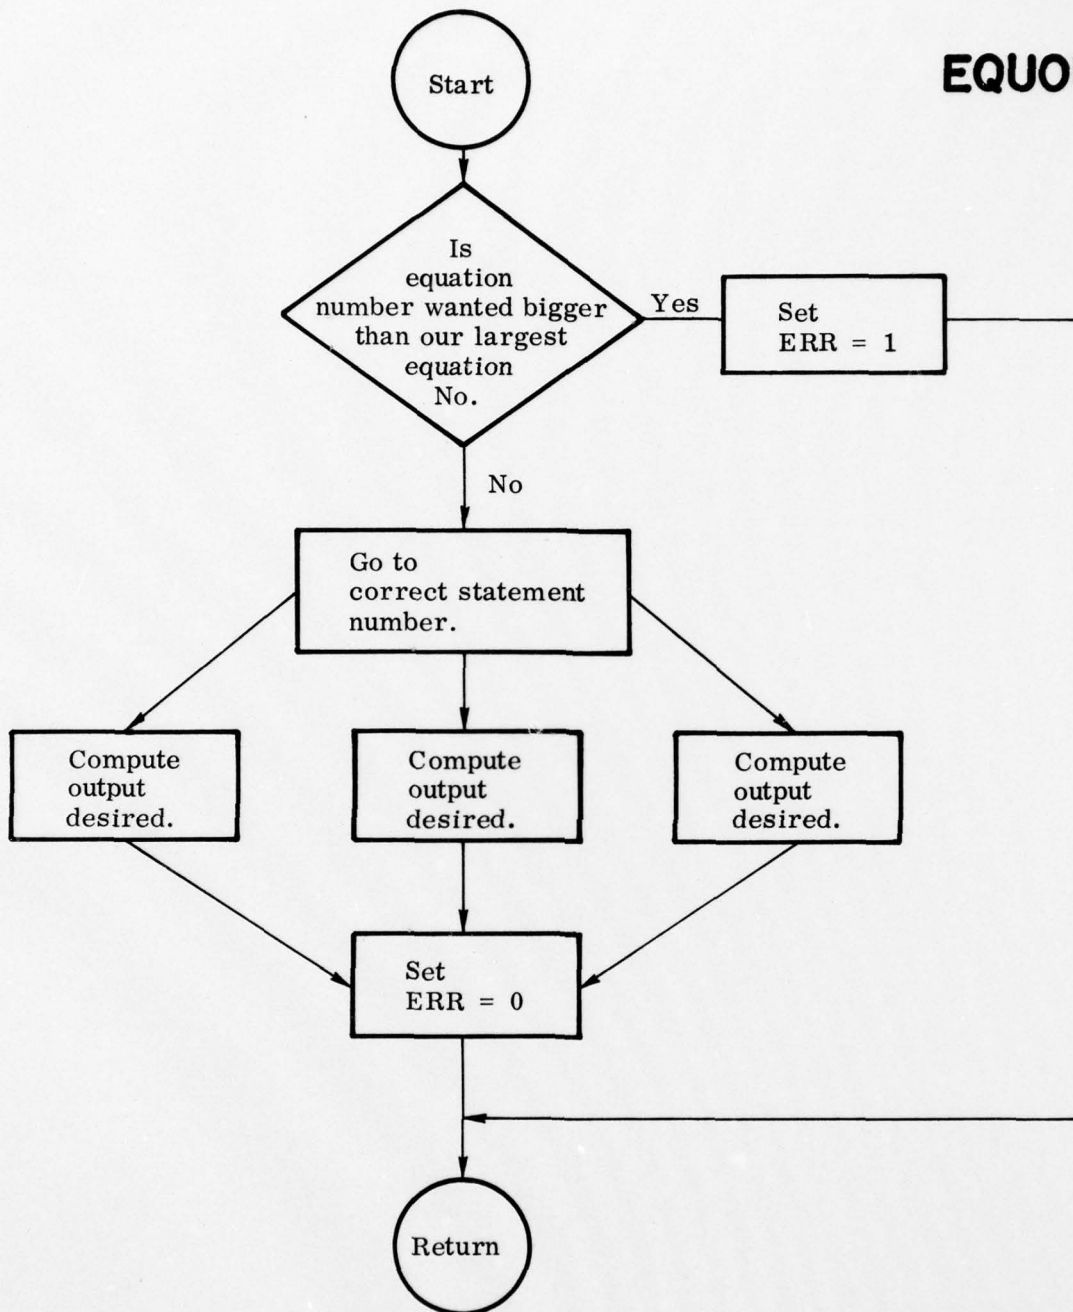 Start
EQUO
Is
equation
number wanted bigger
than our largest
equation
No.
Yes
Set
ERR = 1
No
Go to
correct statement
number.
Compute
output
desired.
Compute
output
desired.
Compute
output
desired.
Set
ERR = 0
Return